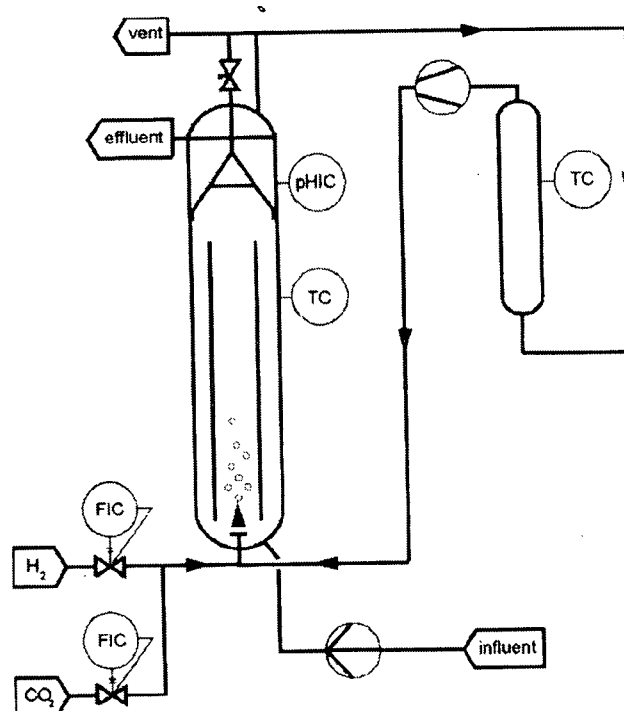 vent
effluent
pHIC
TC
TC
FIC
H₂
FIC
influent
CO₂